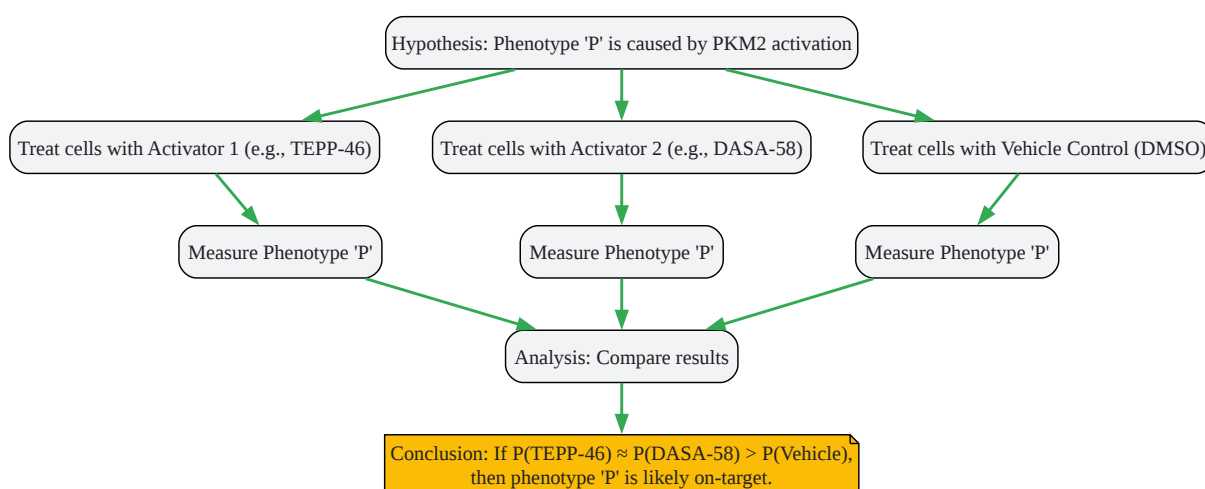 Hypothesis: Phenotype 'P' is caused by PKM2 activation
Treat cells with Activator 1 (e.g., TEPP-46)
Treat cells with Activator 2 (e.g., DASA-58)
Treat cells with Vehicle Control (DMSO)
Measure Phenotype 'P'
Measure Phenotype 'P'
Measure Phenotype 'P'
Analysis: Compare results
Conclusion: If P(TEPP-46) ≈ P(DASA-58) > P(Vehicle),
then phenotype 'P' is likely on-target.